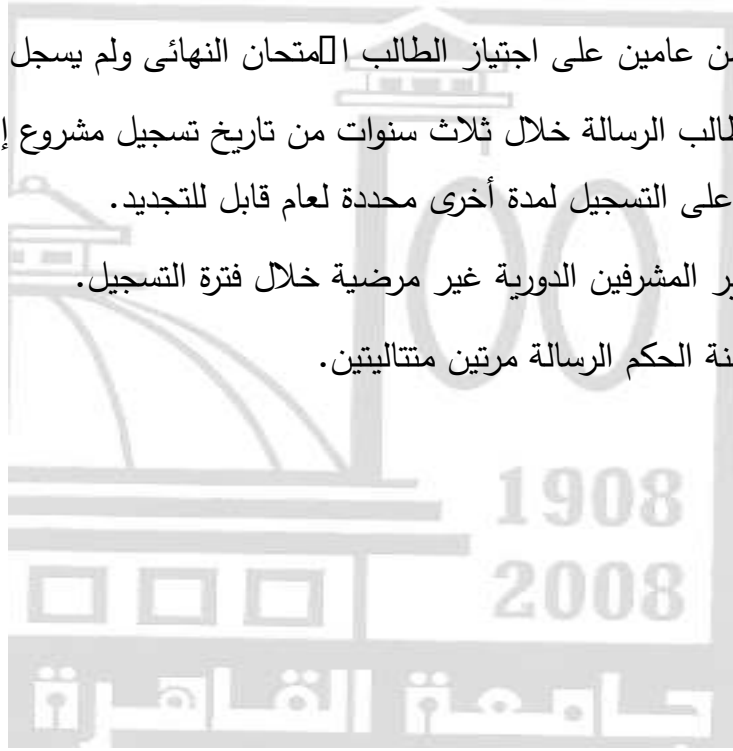 ن عامين على اجتياز الطالب ا□متحان النهائى ولم يسجل
طالب الرسالة خلال ثلاث سنوات من تاريخ تسجيل مشروع إ
على التسجيل لمدة أخرى محددة لعام قابل للتجديد.
ير المشرفين الدورية غير مرضية خلال فترة التسجيل.
نة الحكم الرسالة مرتين متتاليتين.
1908
2008
جامعة القاهرة